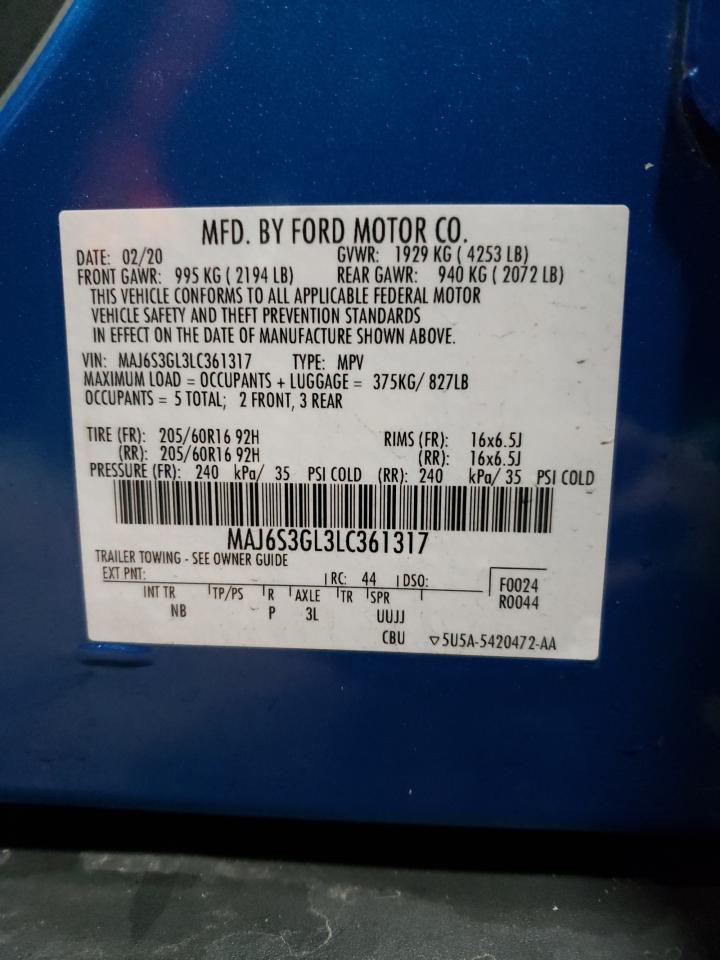 MFD. BY FORD MOTOR CO.
DATE: 02/20 GVWR: 1929 KG ( 4253 LB)
FRONT GAWR: 995 KG ( 2194 LB) REAR GAWR: 940 KG ( 2072 LB)
THIS VEHICLE CONFORMS TO ALL APPLICABLE FEDERAL MOTOR
VEHICLE SAFETY AND THEFT PREVENTION STANDARDS
IN EFFECT ON THE DATE OF MANUFACTURE SHOWN ABOVE.
VIN: MAJ6S3GL3LC361317 TYPE: MPV
MAXIMUM LOAD = OCCUPANTS + LUGGAGE = 375KG/ 827LB
OCCUPANTS = 5 TOTAL; 2 FRONT, 3 REAR
TIRE (FR): 205/60R16 92H RIMS (FR): 16x6.5J
(RR): 205/60R16 92H (RR): 16x6.5J
PRESSURE (FR): 240 kPa/ 35 PSI COLD (RR): 240 kPa/ 35 PSI COLD
MAJ6S3GL3LC361317
TRAILER TOWING - SEE OWNER GUIDE
EXT PNT: RC: 44 DSO: F0024
INT TR TP/PS R AXLE TR SPR R0044
NB P 3L UUJJ
CBU ▽5U5A-5420472-AA